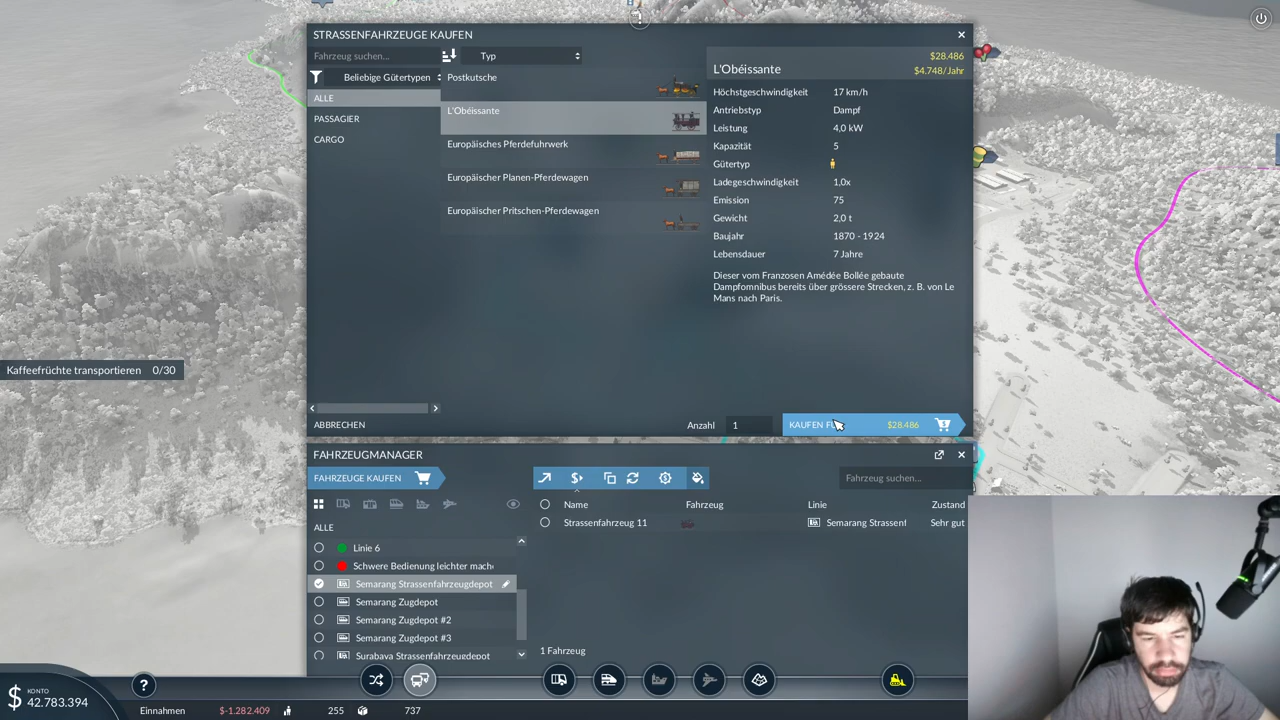 STRASSENFAHRZEUGE KAUFEN
Fahrzeug suchen...
Typ
Beliebige Gütertypen
ALLE
PASSAGIER
CARGO
Postkutsche
L'Obéissante
Europäisches Pferdefuhrwerk
Europäischer Planen-Pferdewagen
Europäischer Pritschen-Pferdewagen
$28.486
L'Obéissante
$4.748/Jahr
Höchstgeschwindigkeit 17 km/h
Antriebstyp Dampf
Leistung 4,0 kW
Kapazität 5
Gütertyp
Ladegeschwindigkeit 1,0x
Emission 75
Gewicht 2,0 t
Baujahr 1870 - 1924
Lebensdauer 7 Jahre
Dieser vom Franzosen Amédée Bollée gebaute
Dampfomnibus bereits über grössere Strecken, z. B. von Le
Mans nach Paris.
Kaffeefrüchte transportieren 0/30
ABBRECHEN
Anzahl 1
KAUFEN $28.486
FAHRZEUGMANAGER
FAHRZEUGE KAUFEN
Fahrzeug suchen...
ALLE
Linie 6
Schwere Bedienung leichter mach
Semarang Strassenfahrzeugdepot
Semarang Zugdepot
Semarang Zugdepot #2
Semarang Zugdepot #3
Surabaya Strassenfahrzeugdepot
Name Fahrzeug Linie Zustand
Strassenfahrzeug 11 Semarang Strassenf Sehr gut
1 Fahrzeug
$ KONTO
42.783.394
?
Einnahmen $-1.282.409 255 737